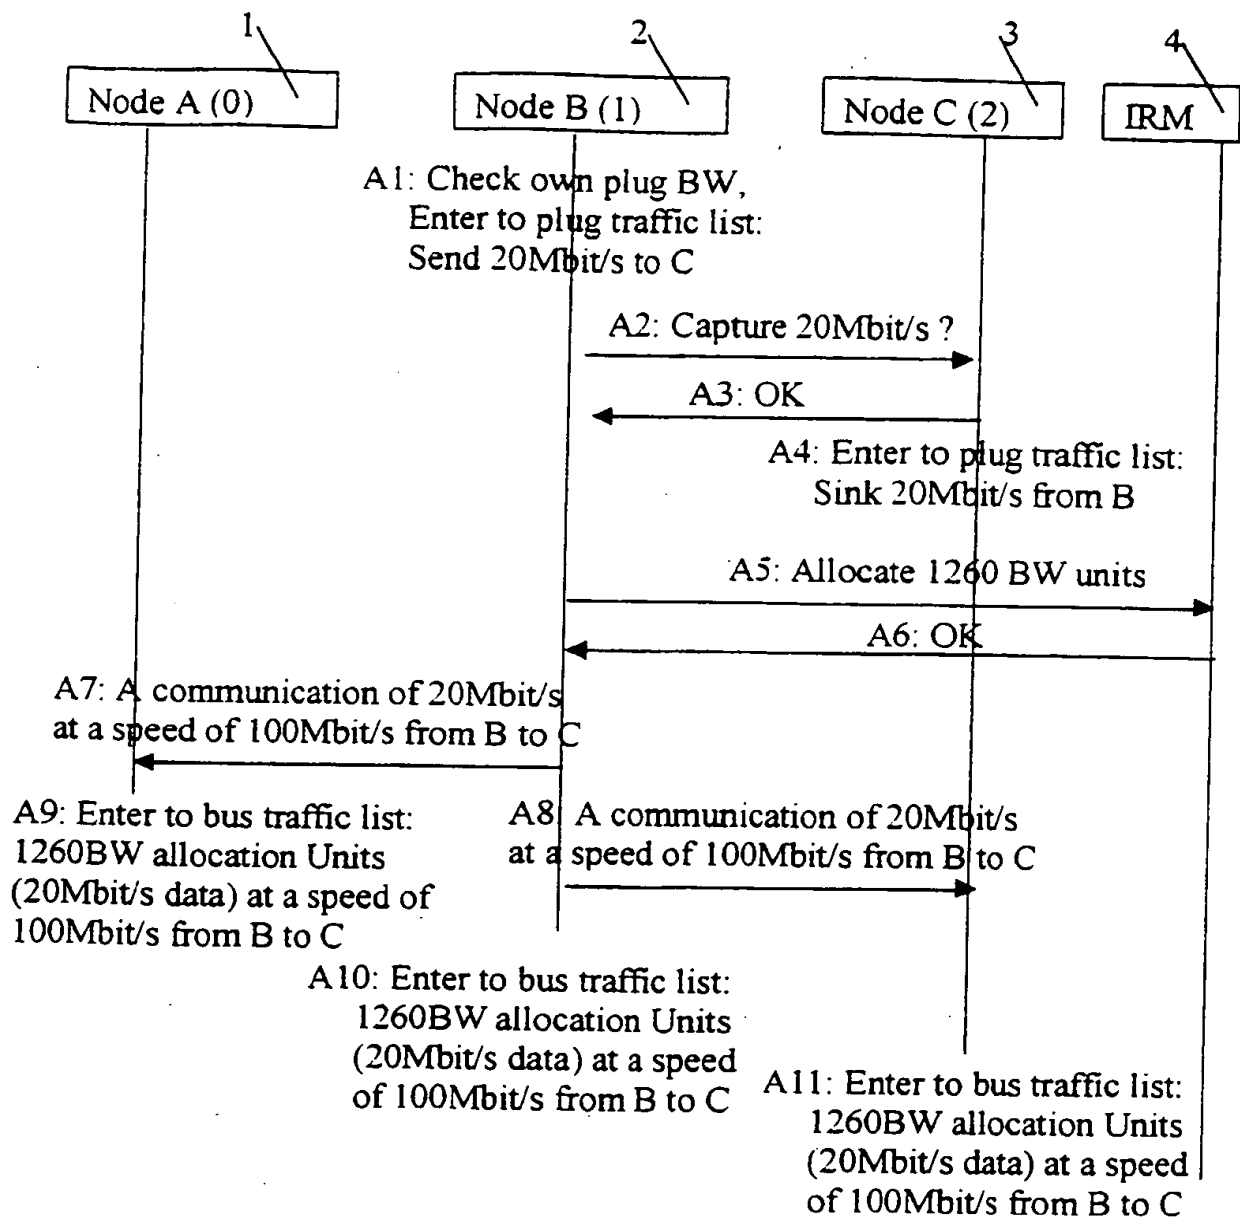 1
2
3
4
Node A (0)
Node B (1)
Node C (2)
IRM
A1: Check own plug BW,
Enter to plug traffic list:
Send 20Mbit/s to C
A2: Capture 20Mbit/s ?
A3: OK
A4: Enter to plug traffic list:
Sink 20Mbit/s from B
A5: Allocate 1260 BW units
A6: OK
A7: A communication of 20Mbit/s
at a speed of 100Mbit/s from B to C
A9: Enter to bus traffic list:
1260BW allocation Units
(20Mbit/s data) at a speed of
100Mbit/s from B to C
A8: A communication of 20Mbit/s
at a speed of 100Mbit/s from B to C
A10: Enter to bus traffic list:
1260BW allocation Units
(20Mbit/s data) at a speed
of 100Mbit/s from B to C
A11: Enter to bus traffic list:
1260BW allocation Units
(20Mbit/s data) at a speed
of 100Mbit/s from B to C